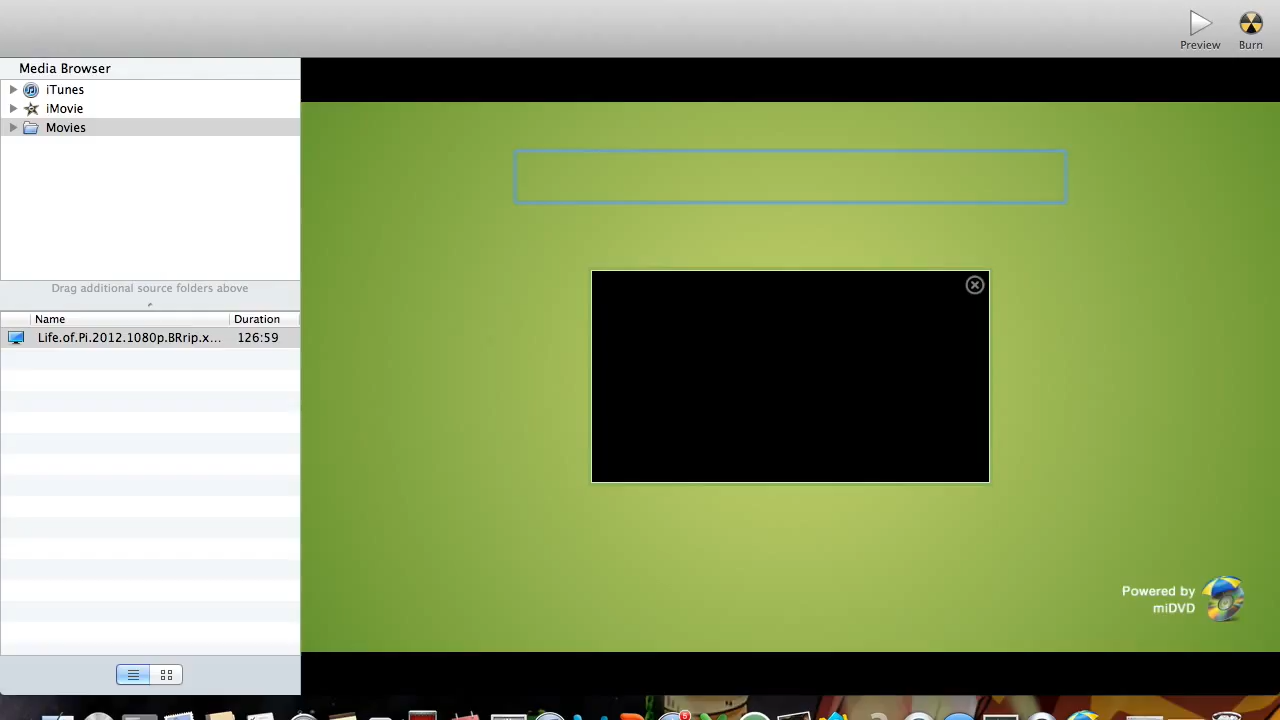 Preview
Burn
Media Browser
iTunes
iMovie
Movies
Drag additional source folders above
Name Duration
Life.of.Pi.2012.1080p.BRrip.x... 126:59
Powered by
miDVD